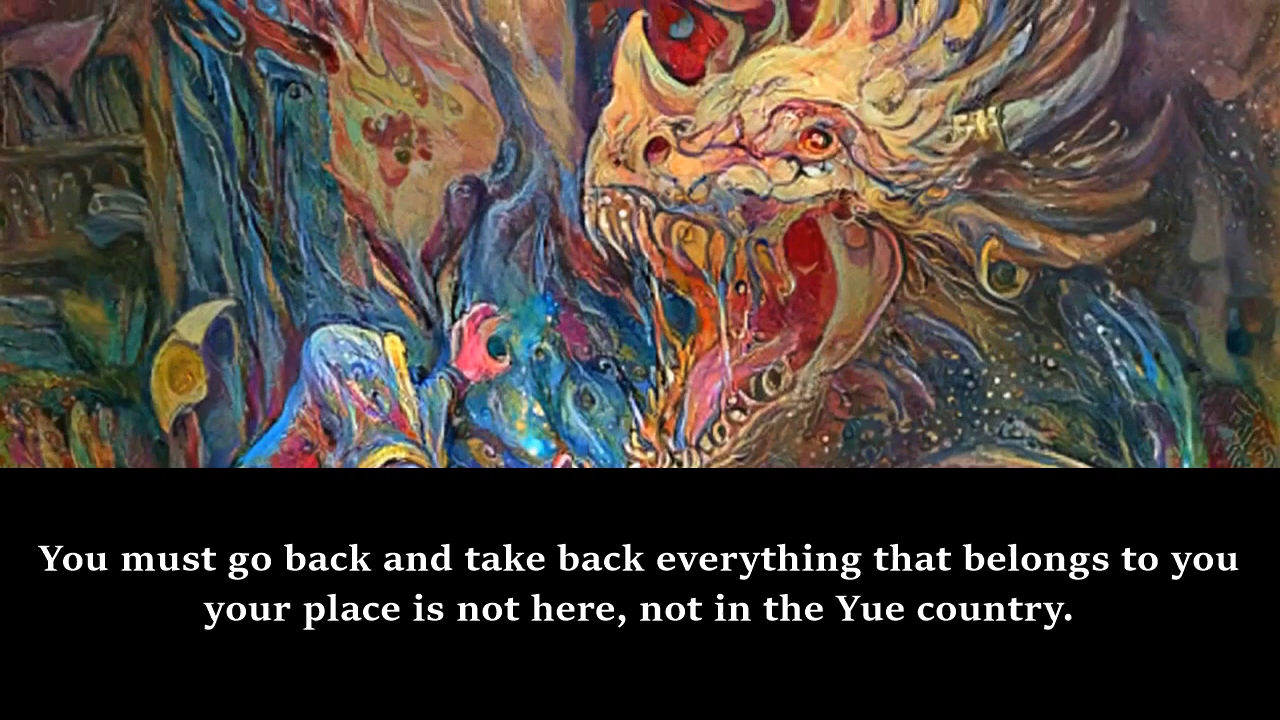 You must go back and take back everything that belongs to you
your place is not here, not in the Yue country.